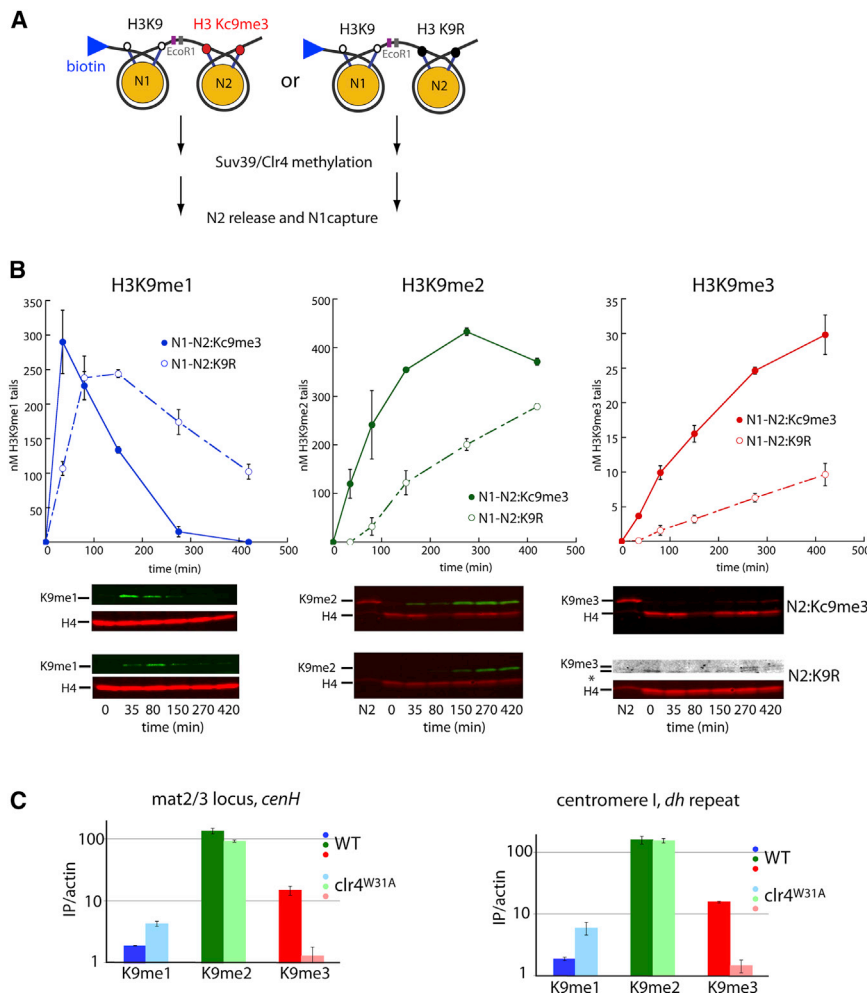 A
H3K9
H3 Kc9me3
H3K9
H3 K9R
EcoR1
EcoR1
biotin
N1
N2
or
N1
N2
Suv39/Clr4 methylation
N2 release and N1capture
B
H3K9me1
H3K9me2
H3K9me3
350
300
250
200
150
100
50
0
nM H3K9me1 tails
N1-N2:Kc9me3
N1-N2:K9R
0 100 200 300 400 500
time (min)
500
400
300
200
100
0
nM H3K9me2 tails
N1-N2:Kc9me3
N1-N2:K9R
0 100 200 300 400 500
time (min)
35
30
25
20
15
10
5
nM H3K9me3 tails
N1-N2:Kc9me3
N1-N2:K9R
0 100 200 300 400 500
time (min)
K9me1
H4
K9me2
H4
K9me3
H4
N2:Kc9me3
K9me1
H4
K9me2
H4
K9me3
*
H4
N2:K9R
0 35 80 150 270 420
time (min)
N2 0 35 80 150 270 420
time (min)
N2 0 35 80 150 270 420
time (min)
C
mat2/3 locus, cenH
centromere I, dh repeat
IP/actin
100
10
1
WT
clr4W31A
K9me1 K9me2 K9me3
IP/actin
100
10
1
WT
clr4W31A
K9me1 K9me2 K9me3